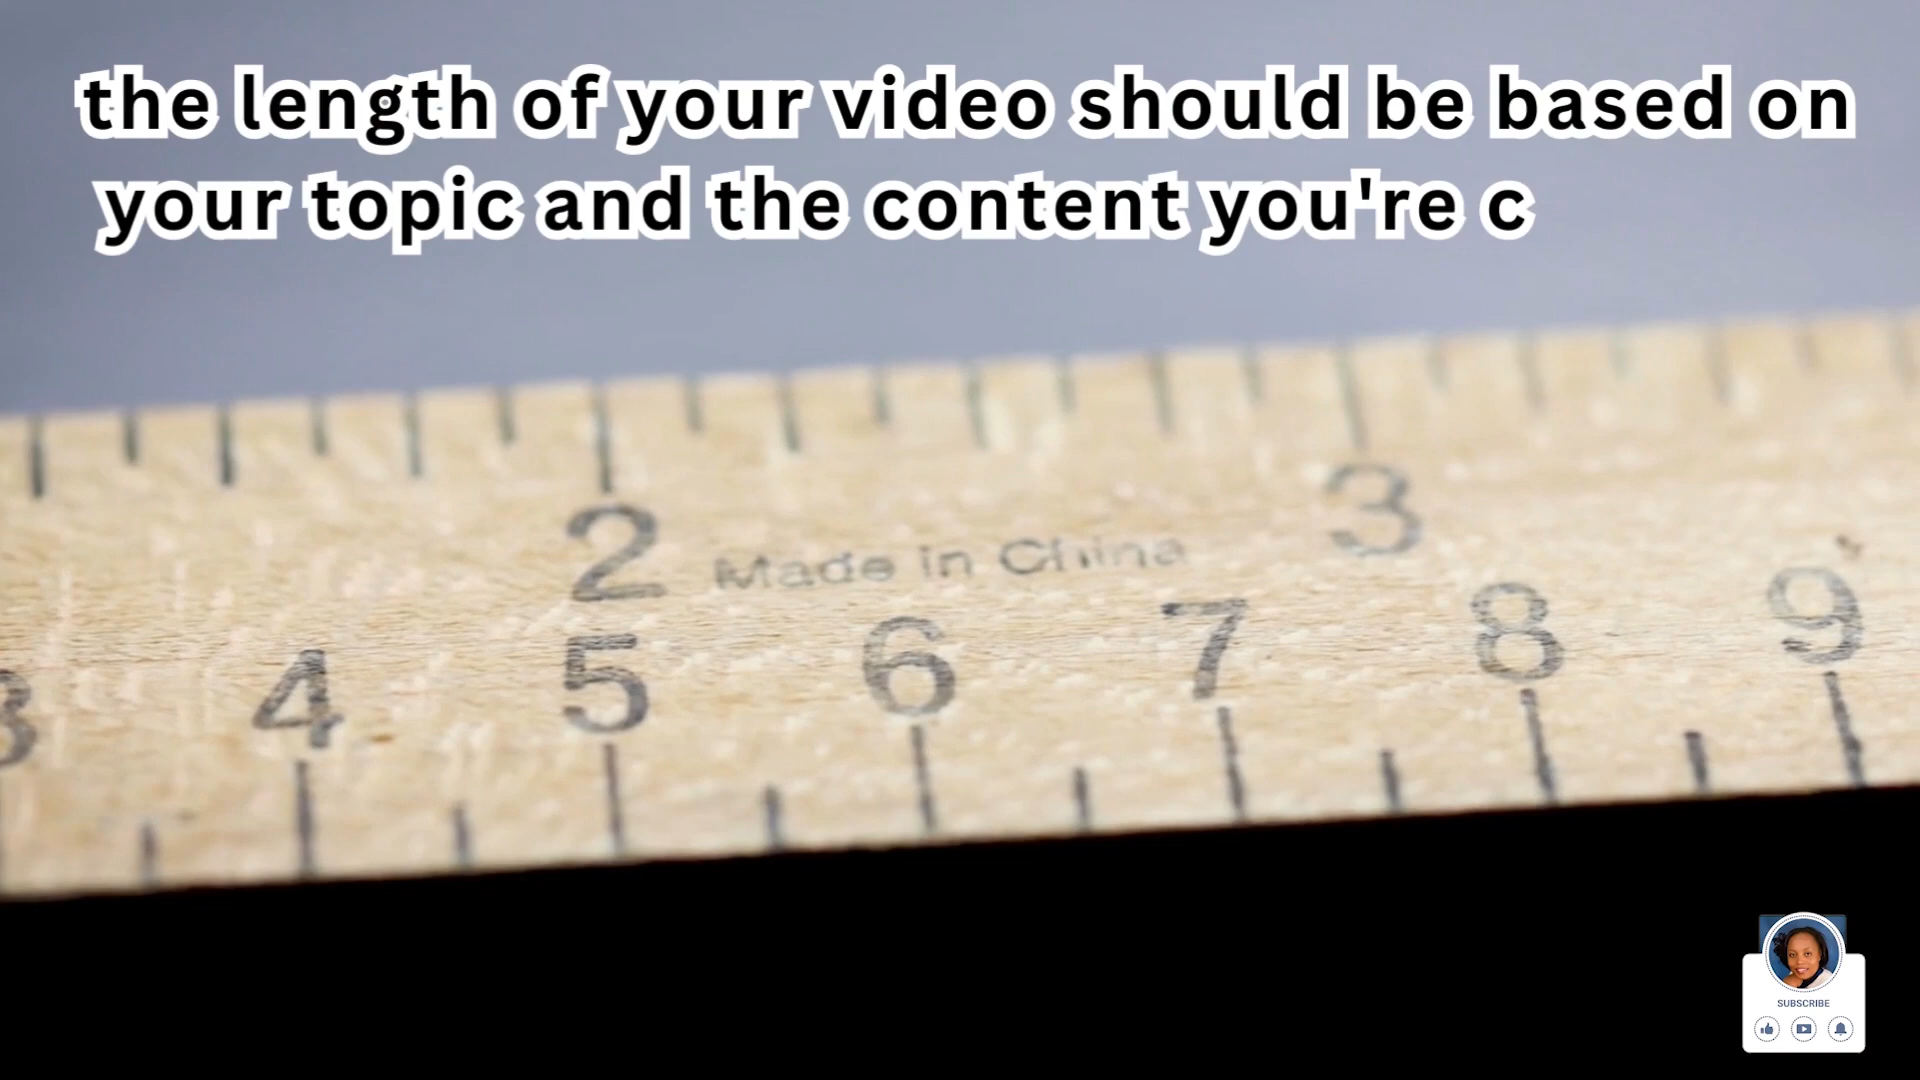 the length of your video should be based on
your topic and the content you're c
2 Made in China 3
3 4 5 6 7 8 9
SUBSCRIBE